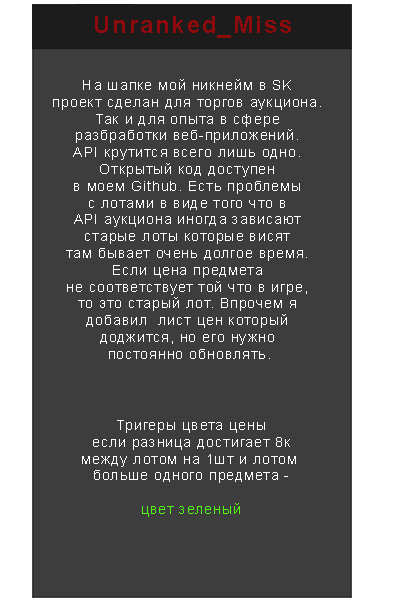 Unranked_Miss
На шапке мой никнейм в SK
проект сделан для торгов аукциона.
Так и для опыта в сфере
разбработки веб-приложений.
API крутится всего лишь одно.
Открытый код доступен
в моем Github. Есть проблемы
с лотами в виде того что в
API аукциона иногда зависают
старые лоты которые висят
там бывает очень долгое время.
Если цена предмета
не соответствует той что в игре,
то это старый лот. Впрочем я
добавил лист цен который
доджится, но его нужно
постоянно обновлять.
Тригеры цвета цены
если разница достигает 8к
между лотом на 1шт и лотом
больше одного предмета -
цвет зеленый